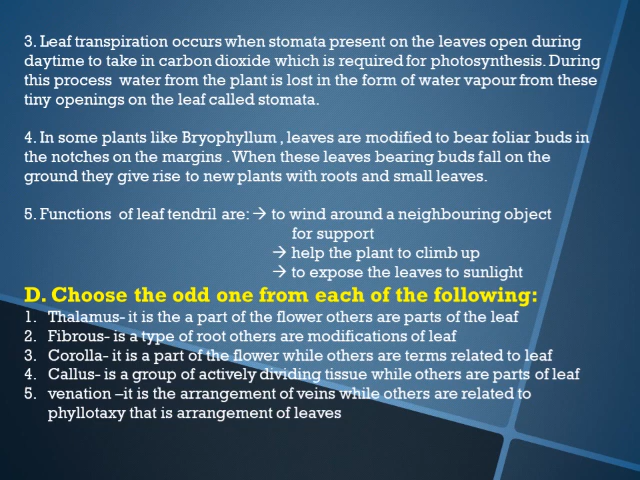 3. Leaf transpiration occurs when stomata present on the leaves open during
daytime to take in carbon dioxide which is required for photosynthesis. During
this process water from the plant is lost in the form of water vapour from these
tiny openings on the leaf called stomata.
4. In some plants like Bryophyllum , leaves are modified to bear foliar buds in
the notches on the margins . When these leaves bearing buds fall on the
ground they give rise to new plants with roots and small leaves.
5. Functions of leaf tendril are: → to wind around a neighbouring object
for support
→ help the plant to climb up
→ to expose the leaves to sunlight
D. Choose the odd one from each of the following:
1. Thalamus- it is the a part of the flower others are parts of the leaf
2. Fibrous- is a type of root others are modifications of leaf
3. Corolla- it is a part of the flower while others are terms related to leaf
4. Callus- is a group of actively dividing tissue while others are parts of leaf
5. venation –it is the arrangement of veins while others are related to
phyllotaxy that is arrangement of leaves